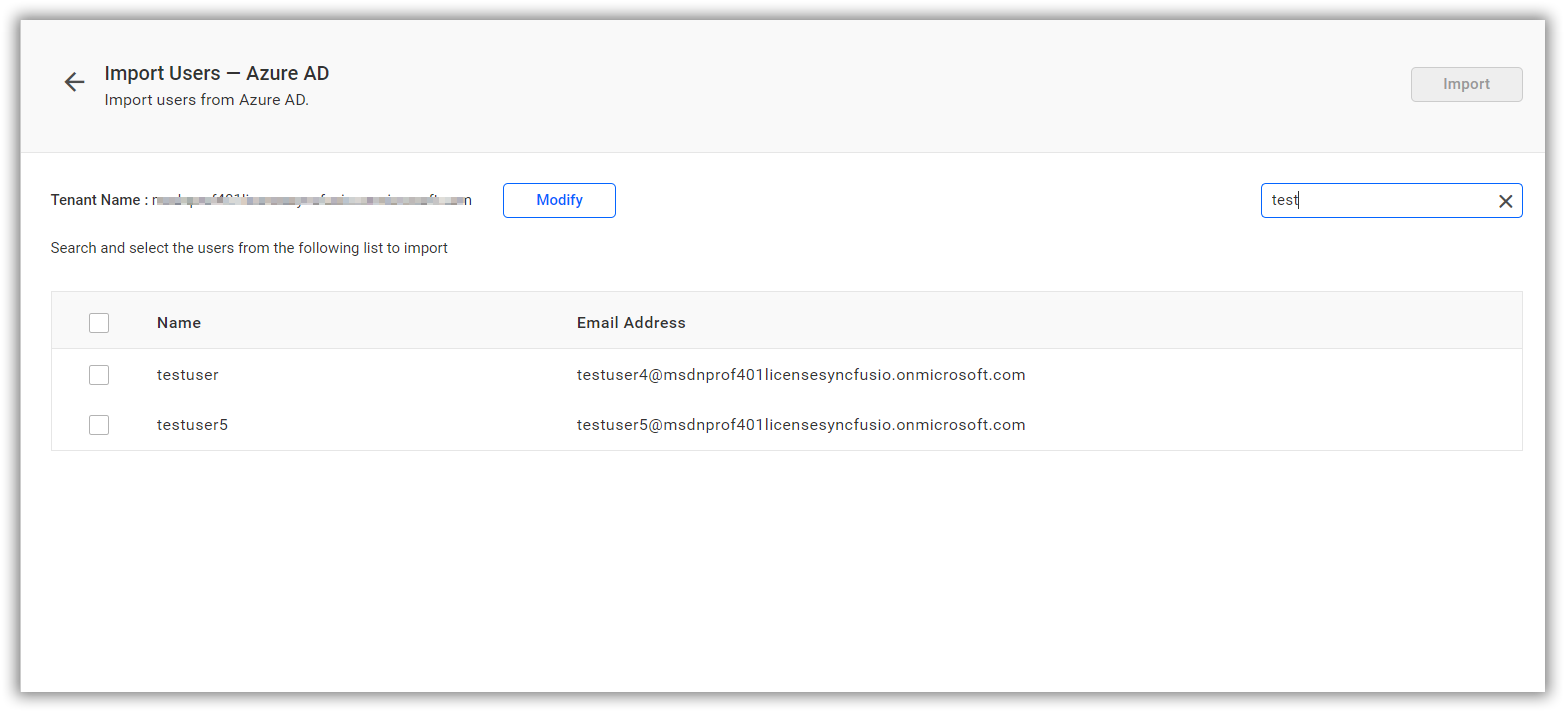 Import Users — Azure AD
Import users from Azure AD.
Import
Tenant Name :
Modify
test
Search and select the users from the following list to import
Name Email Address
testuser testuser4@msdnprof401licensesyncfusio.onmicrosoft.com
testuser5 testuser5@msdnprof401licensesyncfusio.onmicrosoft.com